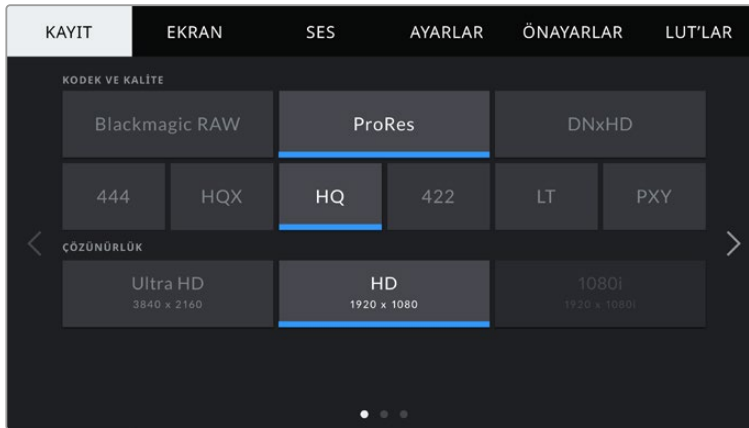 KAYIT EKRAN SES AYARLAR ÖNAYARLAR LUT'LAR
KODEK VE KALİTE
Blackmagic RAW ProRes DNxHD
444 HQX HQ 422 LT PXY
ÇÖZÜNÜRLÜK
Ultra HD HD 1080i
3840 x 2160 1920 x 1080 1920 x 1080i